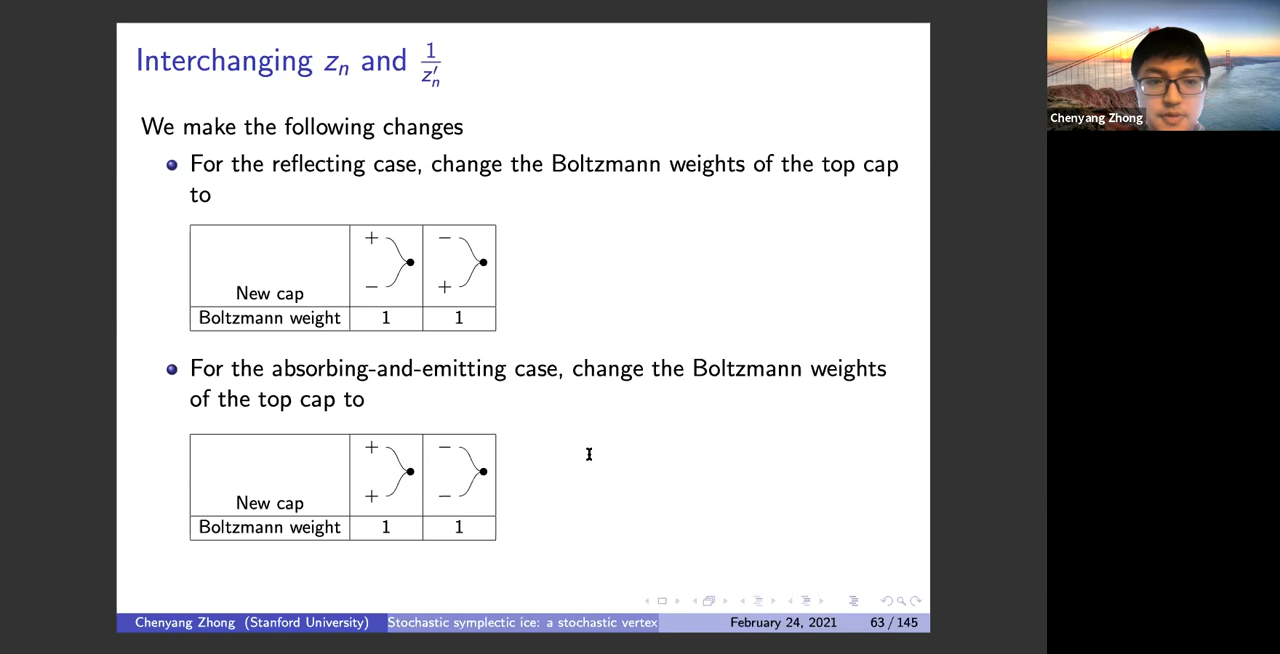 Interchanging zₙ and 1/z′ₙ
We make the following changes
For the reflecting case, change the Boltzmann weights of the top cap
to
+ −
− +
New cap
Boltzmann weight 1 1
For the absorbing-and-emitting case, change the Boltzmann weights
of the top cap to
+ −
+ −
New cap
Boltzmann weight 1 1
Chenyang Zhong (Stanford University) Stochastic symplectic ice: a stochastic vertex February 24, 2021 63 / 145
Chenyang Zhong